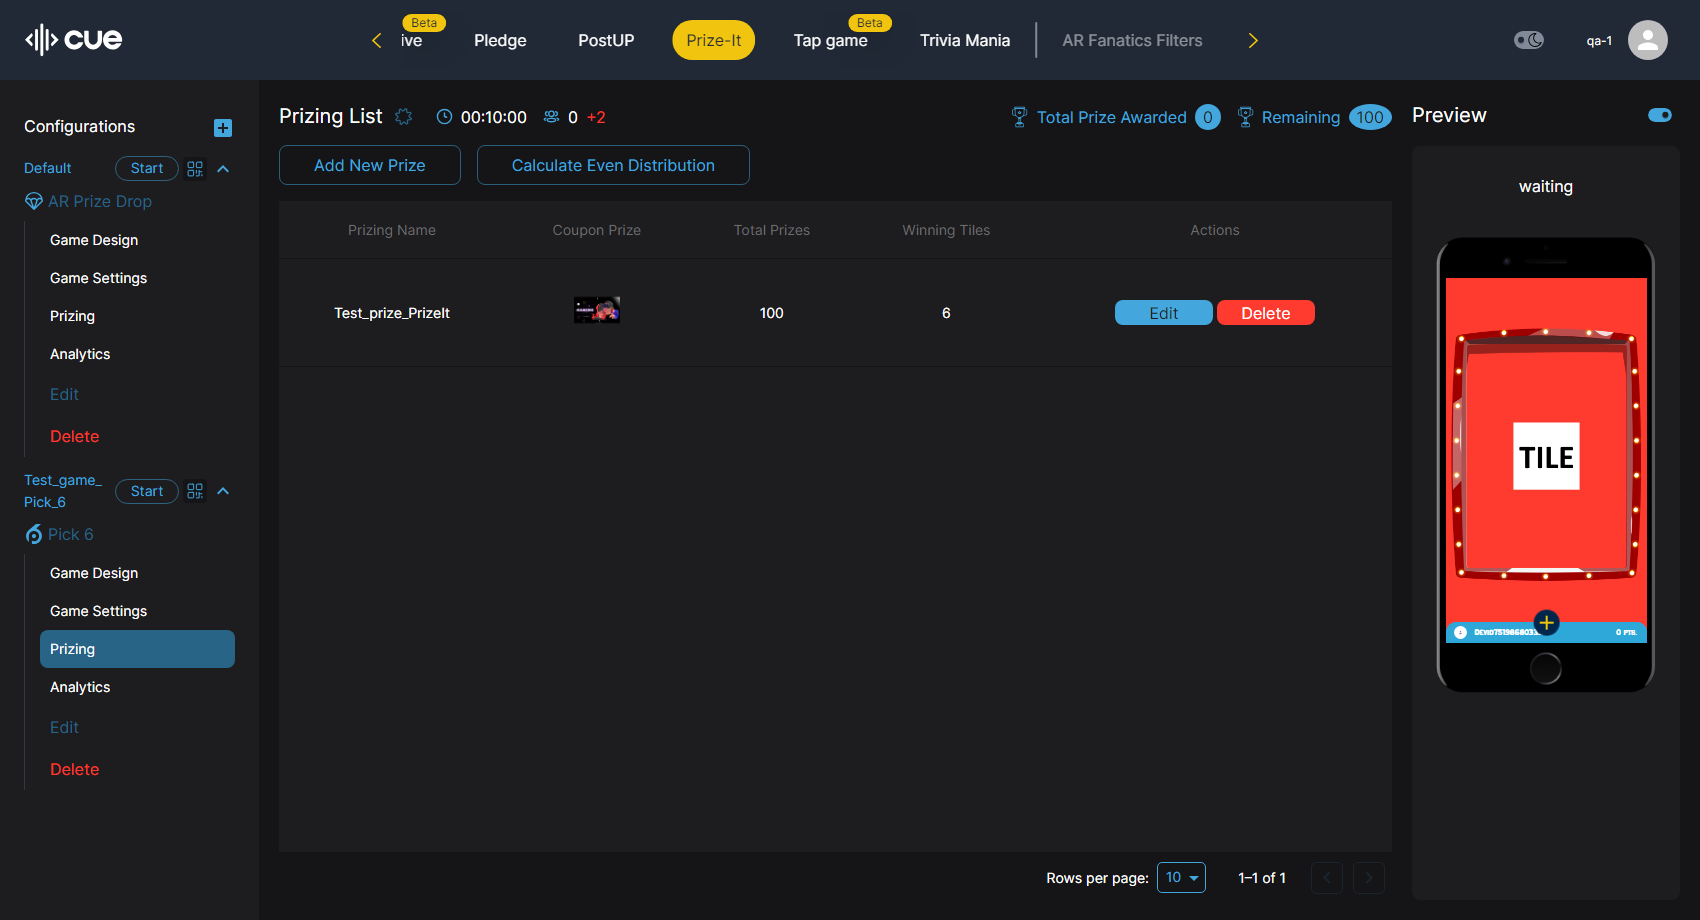 cue
Beta
ive
Pledge
PostUP
Prize-It
Beta
Tap game
Trivia Mania
AR Fanatics Filters
qa-1
Configurations
Default
Start
AR Prize Drop
Game Design
Game Settings
Prizing
Analytics
Edit
Delete
Test_game_
Pick_6
Start
Pick 6
Game Design
Game Settings
Prizing
Analytics
Edit
Delete
Prizing List
00:10:00
0 +2
Total Prize Awarded 0
Remaining 100
Add New Prize
Calculate Even Distribution
Prizing Name Coupon Prize Total Prizes Winning Tiles Actions
Test_prize_PrizeIt 100 6 Edit Delete
Rows per page: 10 1–1 of 1
Preview
waiting
TILE
0 PTS.